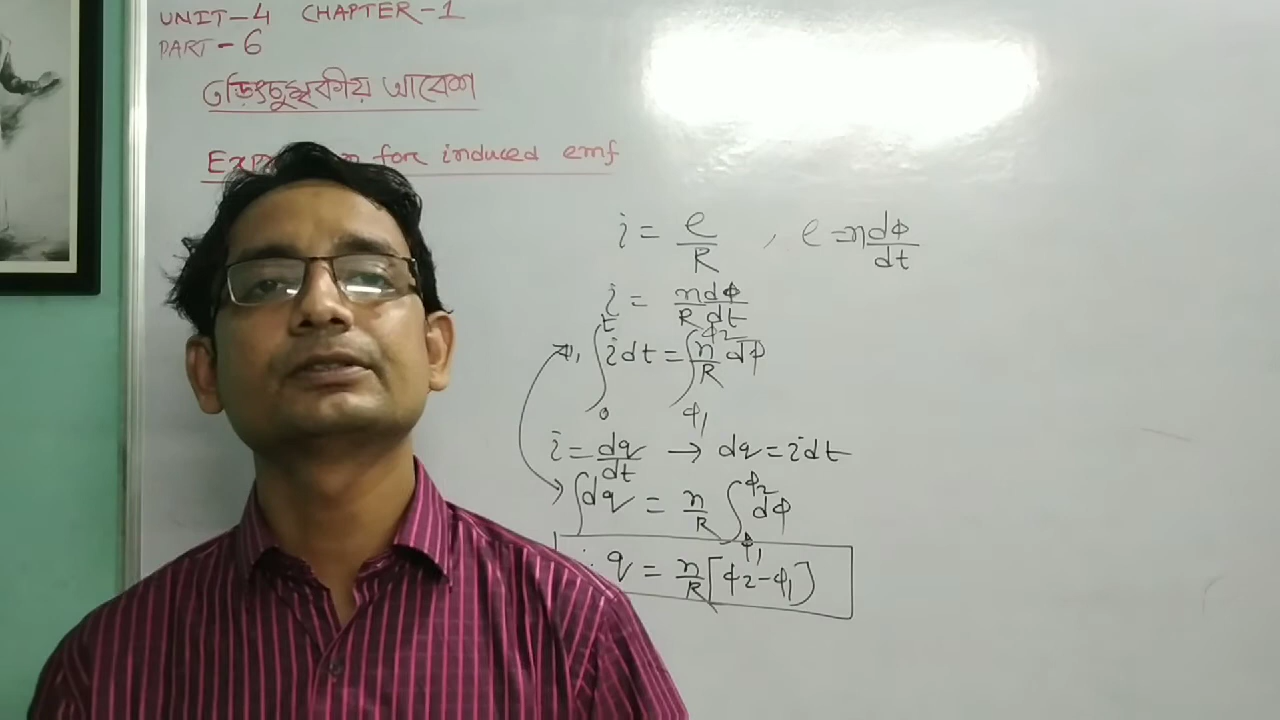 UNIT-4 CHAPTER-1
PART-6
তড়িৎচুম্বকীয় আবেশ
for induced emf
i = e/R , e = n dφ/dt
i = n dφ / R dt
∫₀ᵗ i dt = ∫_φ₁^φ₂ n/R dφ
i = dq/dt → dq = i dt
∫dq = n/R ∫_φ₁^φ₂ dφ
q = n/R [φ₂-φ₁]